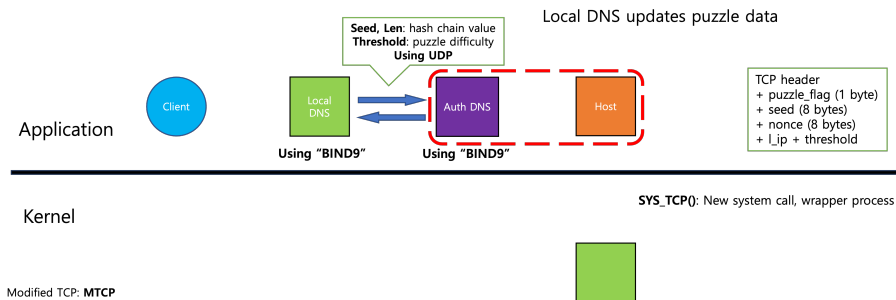 Local DNS updates puzzle data
Seed, Len: hash chain value
Threshold: puzzle difficulty
Using UDP
Client
Local
DNS
Auth DNS
Host
TCP header
+ puzzle_flag (1 byte)
+ seed (8 bytes)
+ nonce (8 bytes)
+ l_ip + threshold
Application
Using “BIND9”
Using “BIND9”
SYS_TCP(): New system call, wrapper process
Kernel
Modified TCP: MTCP